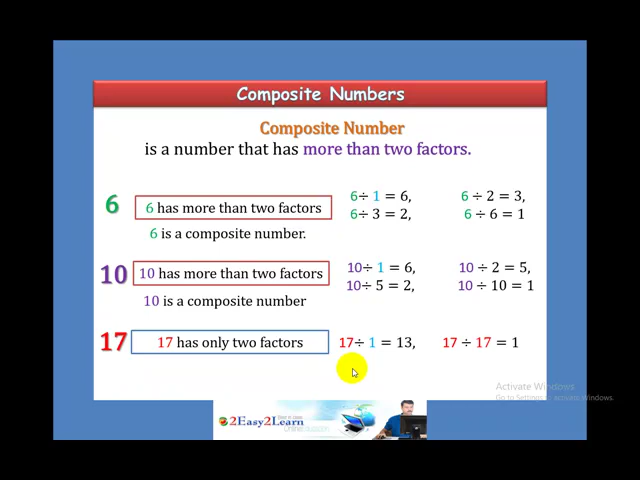 Composite Numbers
Composite Number
is a number that has more than two factors.
6
6 has more than two factors
6÷ 1 = 6,
6 ÷ 2 = 3,
6÷ 3 = 2,
6 ÷ 6 = 1
6 is a composite number.
10
10 has more than two factors
10÷ 1 = 6,
10 ÷ 2 = 5,
10÷ 5 = 2,
10 ÷ 10 = 1
10 is a composite number
17
17 has only two factors
17÷ 1 = 13,
17 ÷ 17 = 1
Activate Windows
Go to Settings to activate Windows.
2Easy2Learn